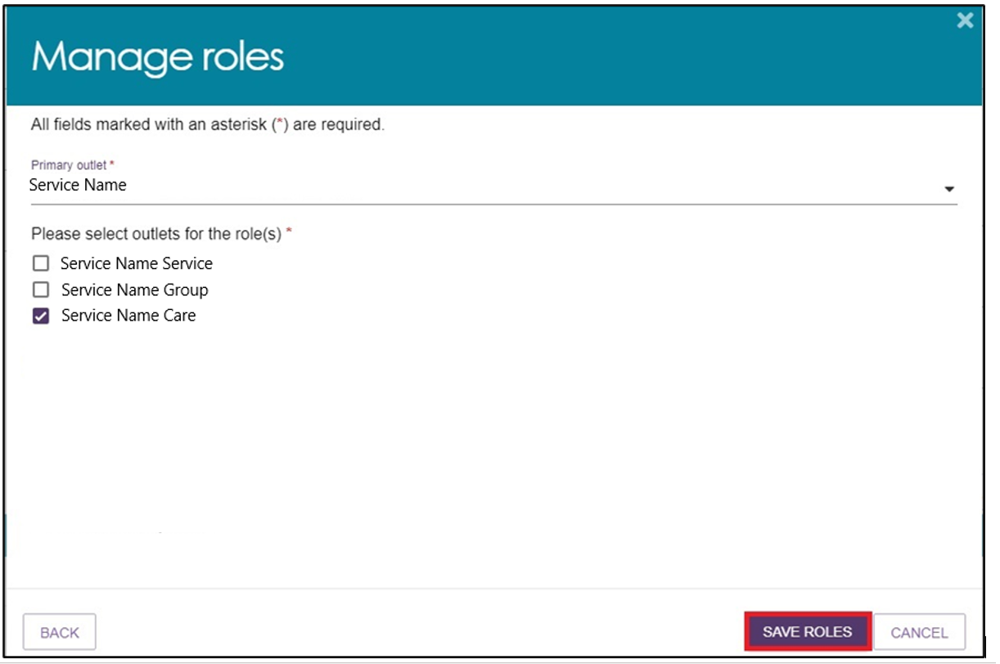 Manage roles
All fields marked with an asterisk (*) are required.
Primary outlet *
Service Name
Please select outlets for the role(s) *
Service Name Service
Service Name Group
Service Name Care
BACK
SAVE ROLES
CANCEL